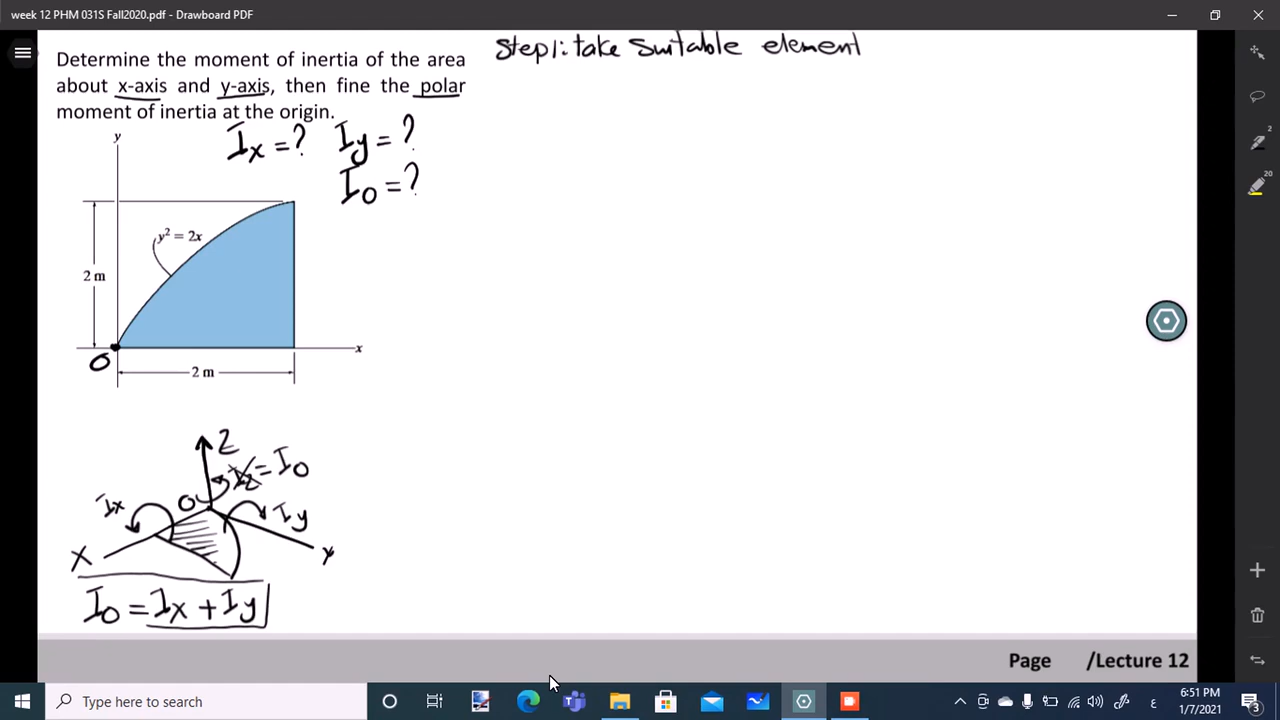 week 12 PHM 031S Fall2020.pdf - Drawboard PDF
Step1: take Suitable element
Determine the moment of inertia of the area
about x-axis and y-axis, then fine the polar
moment of inertia at the origin.
Ix = ? Iy = ?
Io = ?
y
y² = 2x
2 m
x
O
2 m
Z
Iz = Io
Ix
O
Iy
X
y
Io = Ix + Iy
2
20
Page /Lecture 12
Type here to search
ع
6:51 PM
1/7/2021
3